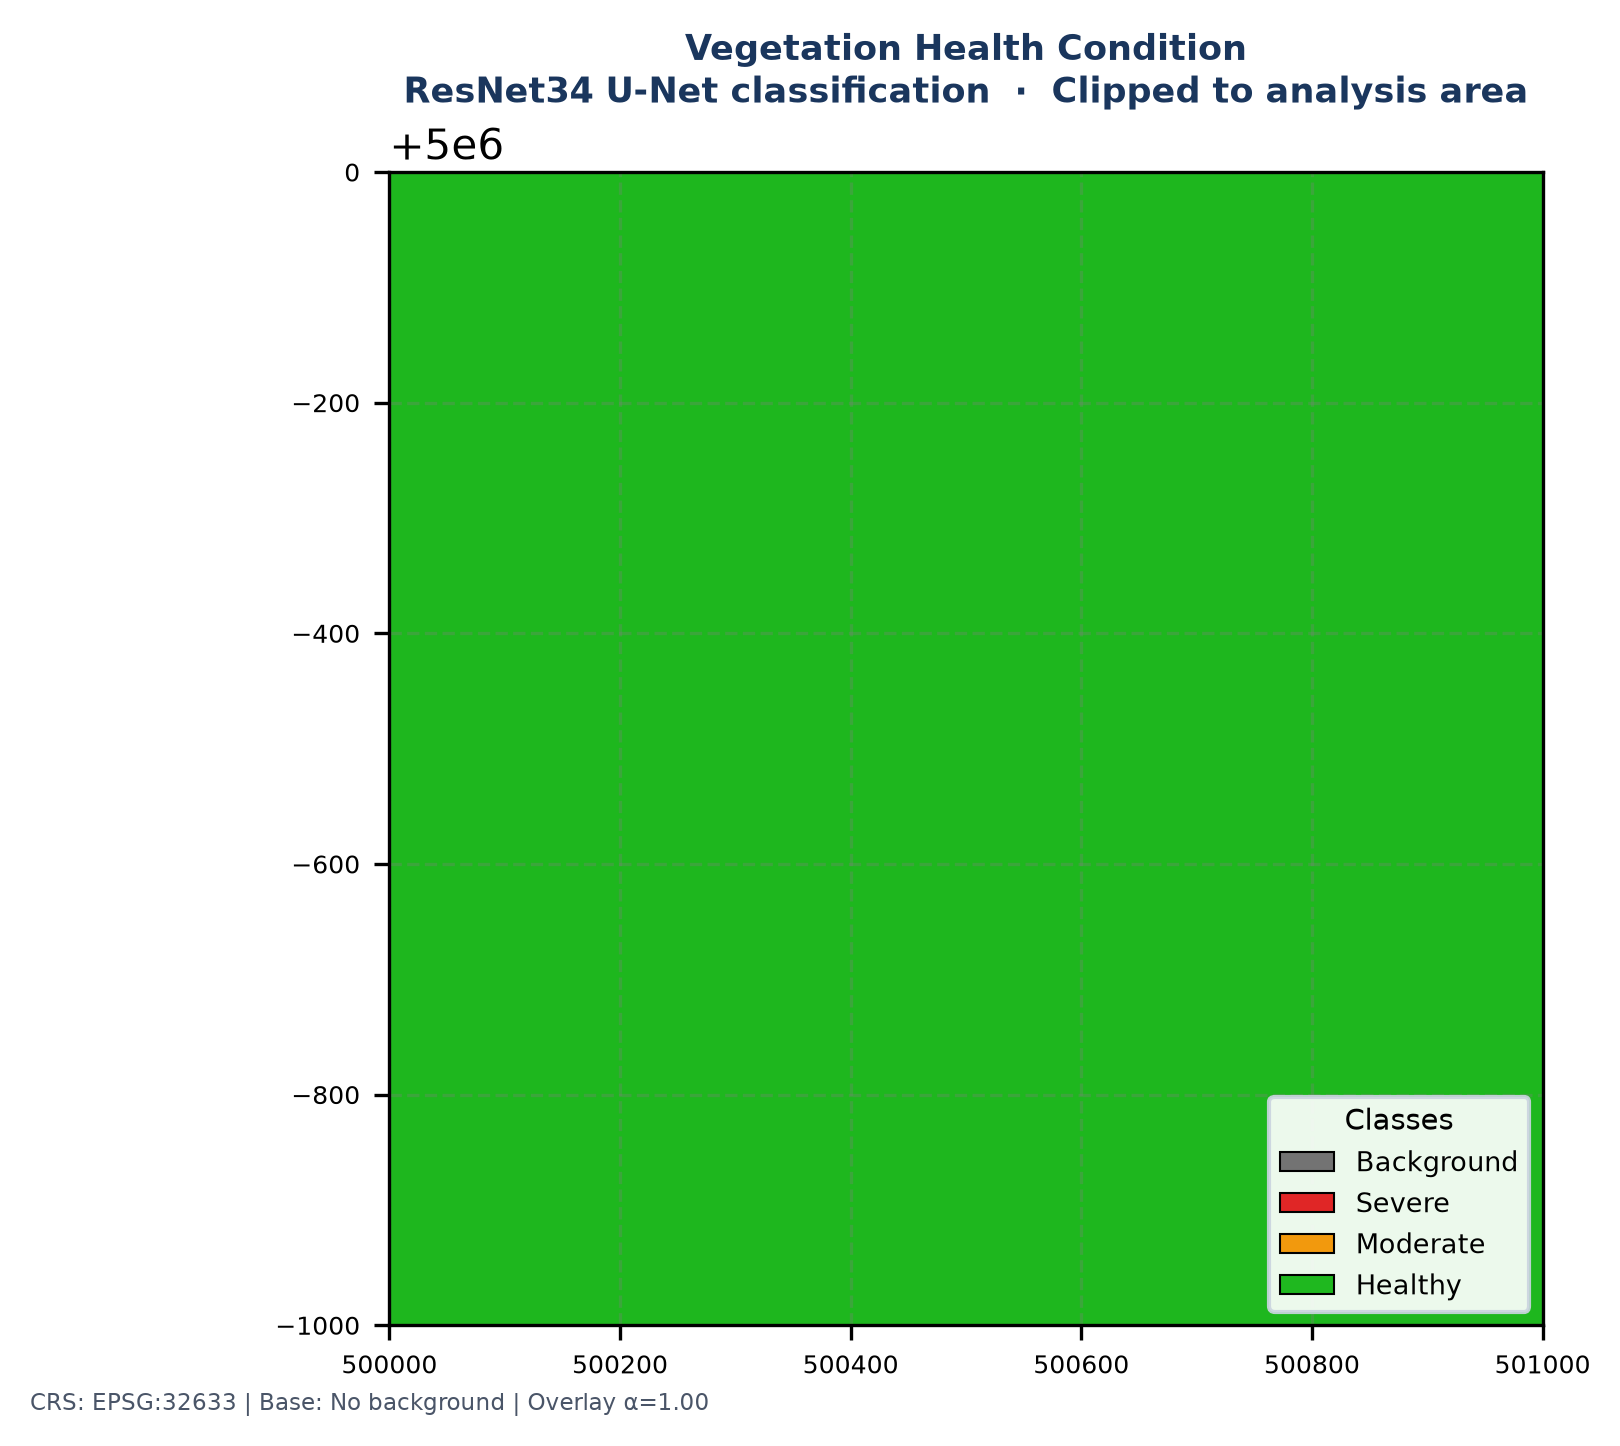 Vegetation Health Condition
ResNet34 U-Net classification · Clipped to analysis area
+5e6
0
−200
−400
−600
−800
−1000
Classes
Background
Severe
Moderate
Healthy
500000 500200 500400 500600 500800 501000
CRS: EPSG:32633 | Base: No background | Overlay α=1.00